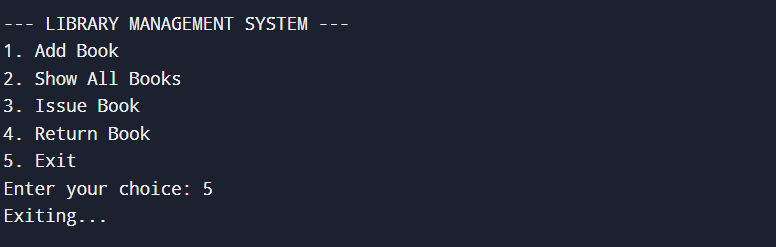 --- LIBRARY MANAGEMENT SYSTEM ---
1. Add Book
2. Show All Books
3. Issue Book
4. Return Book
5. Exit
Enter your choice: 5
Exiting...